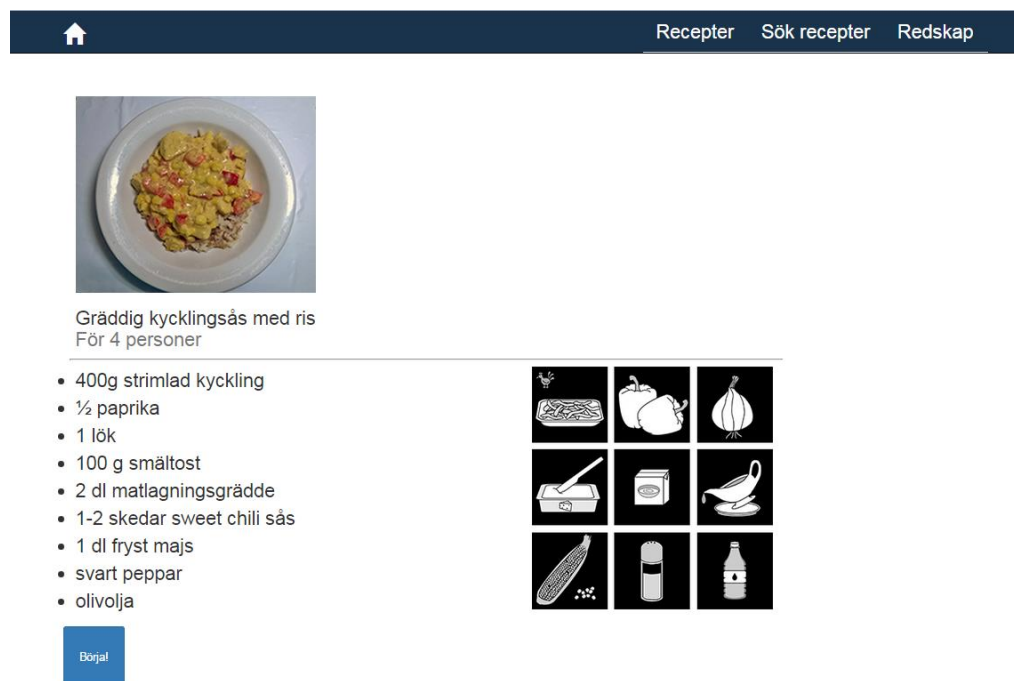 Recepter Sök recepter Redskap
Gräddig kycklingsås med ris
För 4 personer
400g strimlad kyckling
½ paprika
1 lök
100 g smältost
2 dl matlagningsgrädde
1-2 skedar sweet chili sås
1 dl fryst majs
svart peppar
olivolja
Börja!